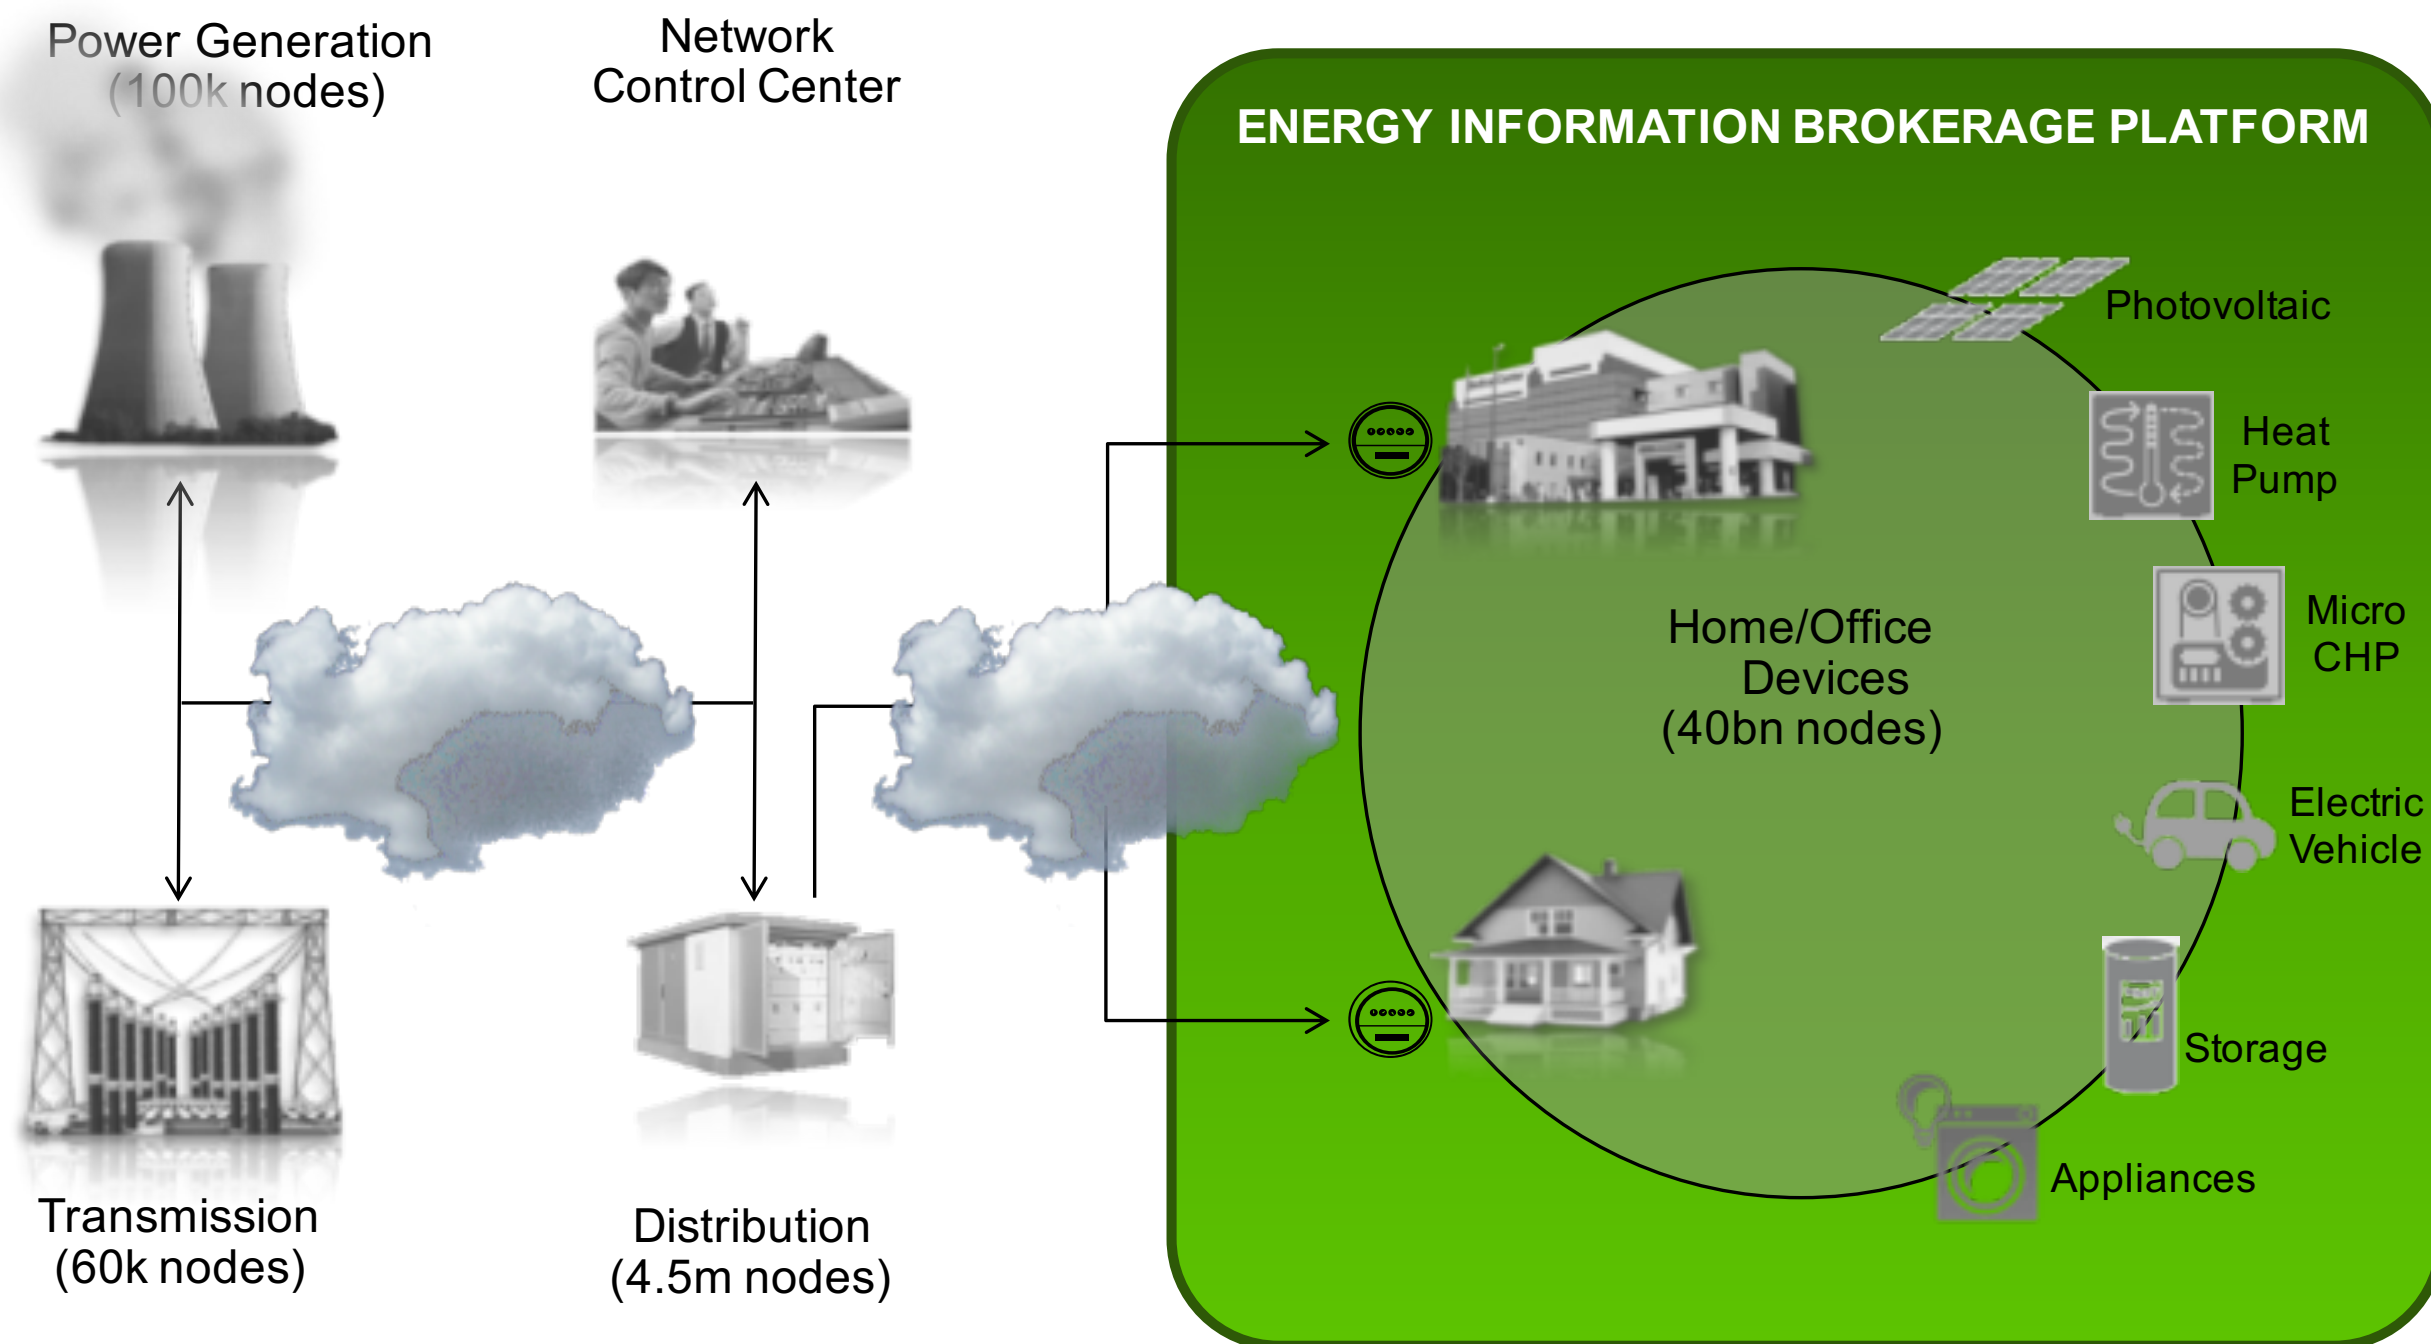 Power Generation
(100k nodes)
Network
Control Center
ENERGY INFORMATION BROKERAGE PLATFORM
Photovoltaic
Heat
Pump
Micro
CHP
Home/Office
Devices
(40bn nodes)
Electric
Vehicle
Storage
Appliances
Transmission
(60k nodes)
Distribution
(4.5m nodes)